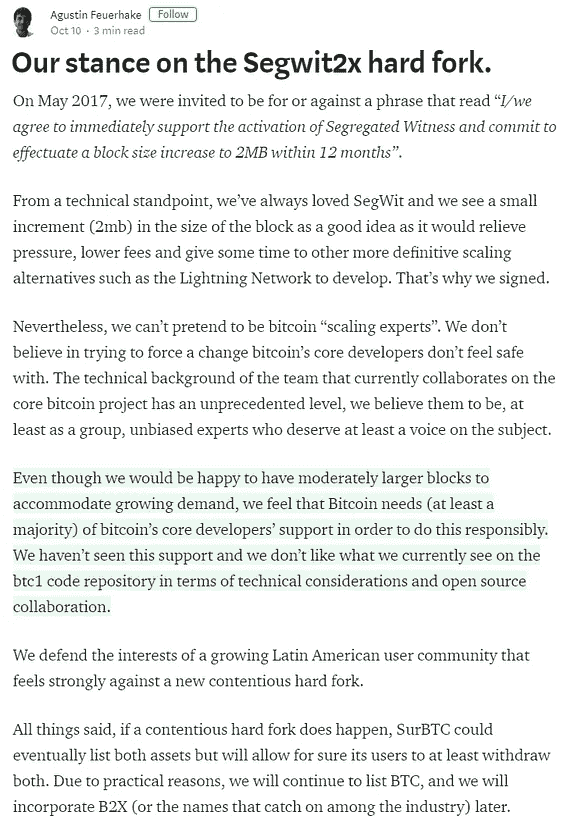 Agustin Feuerhake Follow
Oct 10 · 3 min read
Our stance on the Segwit2x hard fork.
On May 2017, we were invited to be for or against a phrase that read “I/we
agree to immediately support the activation of Segregated Witness and commit to
effectuate a block size increase to 2MB within 12 months”.
From a technical standpoint, we’ve always loved SegWit and we see a small
increment (2mb) in the size of the block as a good idea as it would relieve
pressure, lower fees and give some time to other more definitive scaling
alternatives such as the Lightning Network to develop. That’s why we signed.
Nevertheless, we can’t pretend to be bitcoin “scaling experts”. We don’t
believe in trying to force a change bitcoin’s core developers don’t feel safe
with. The technical background of the team that currently collaborates on the
core bitcoin project has an unprecedented level, we believe them to be, at
least as a group, unbiased experts who deserve at least a voice on the subject.
Even though we would be happy to have moderately larger blocks to
accommodate growing demand, we feel that Bitcoin needs (at least a
majority) of bitcoin’s core developers’ support in order to do this responsibly.
We haven’t seen this support and we don’t like what we currently see on the
btc1 code repository in terms of technical considerations and open source
collaboration.
We defend the interests of a growing Latin American user community that
feels strongly against a new contentious hard fork.
All things said, if a contentious hard fork does happen, SurBTC could
eventually list both assets but will allow for sure its users to at least withdraw
both. Due to practical reasons, we will continue to list BTC, and we will
incorporate B2X (or the names that catch on among the industry) later.